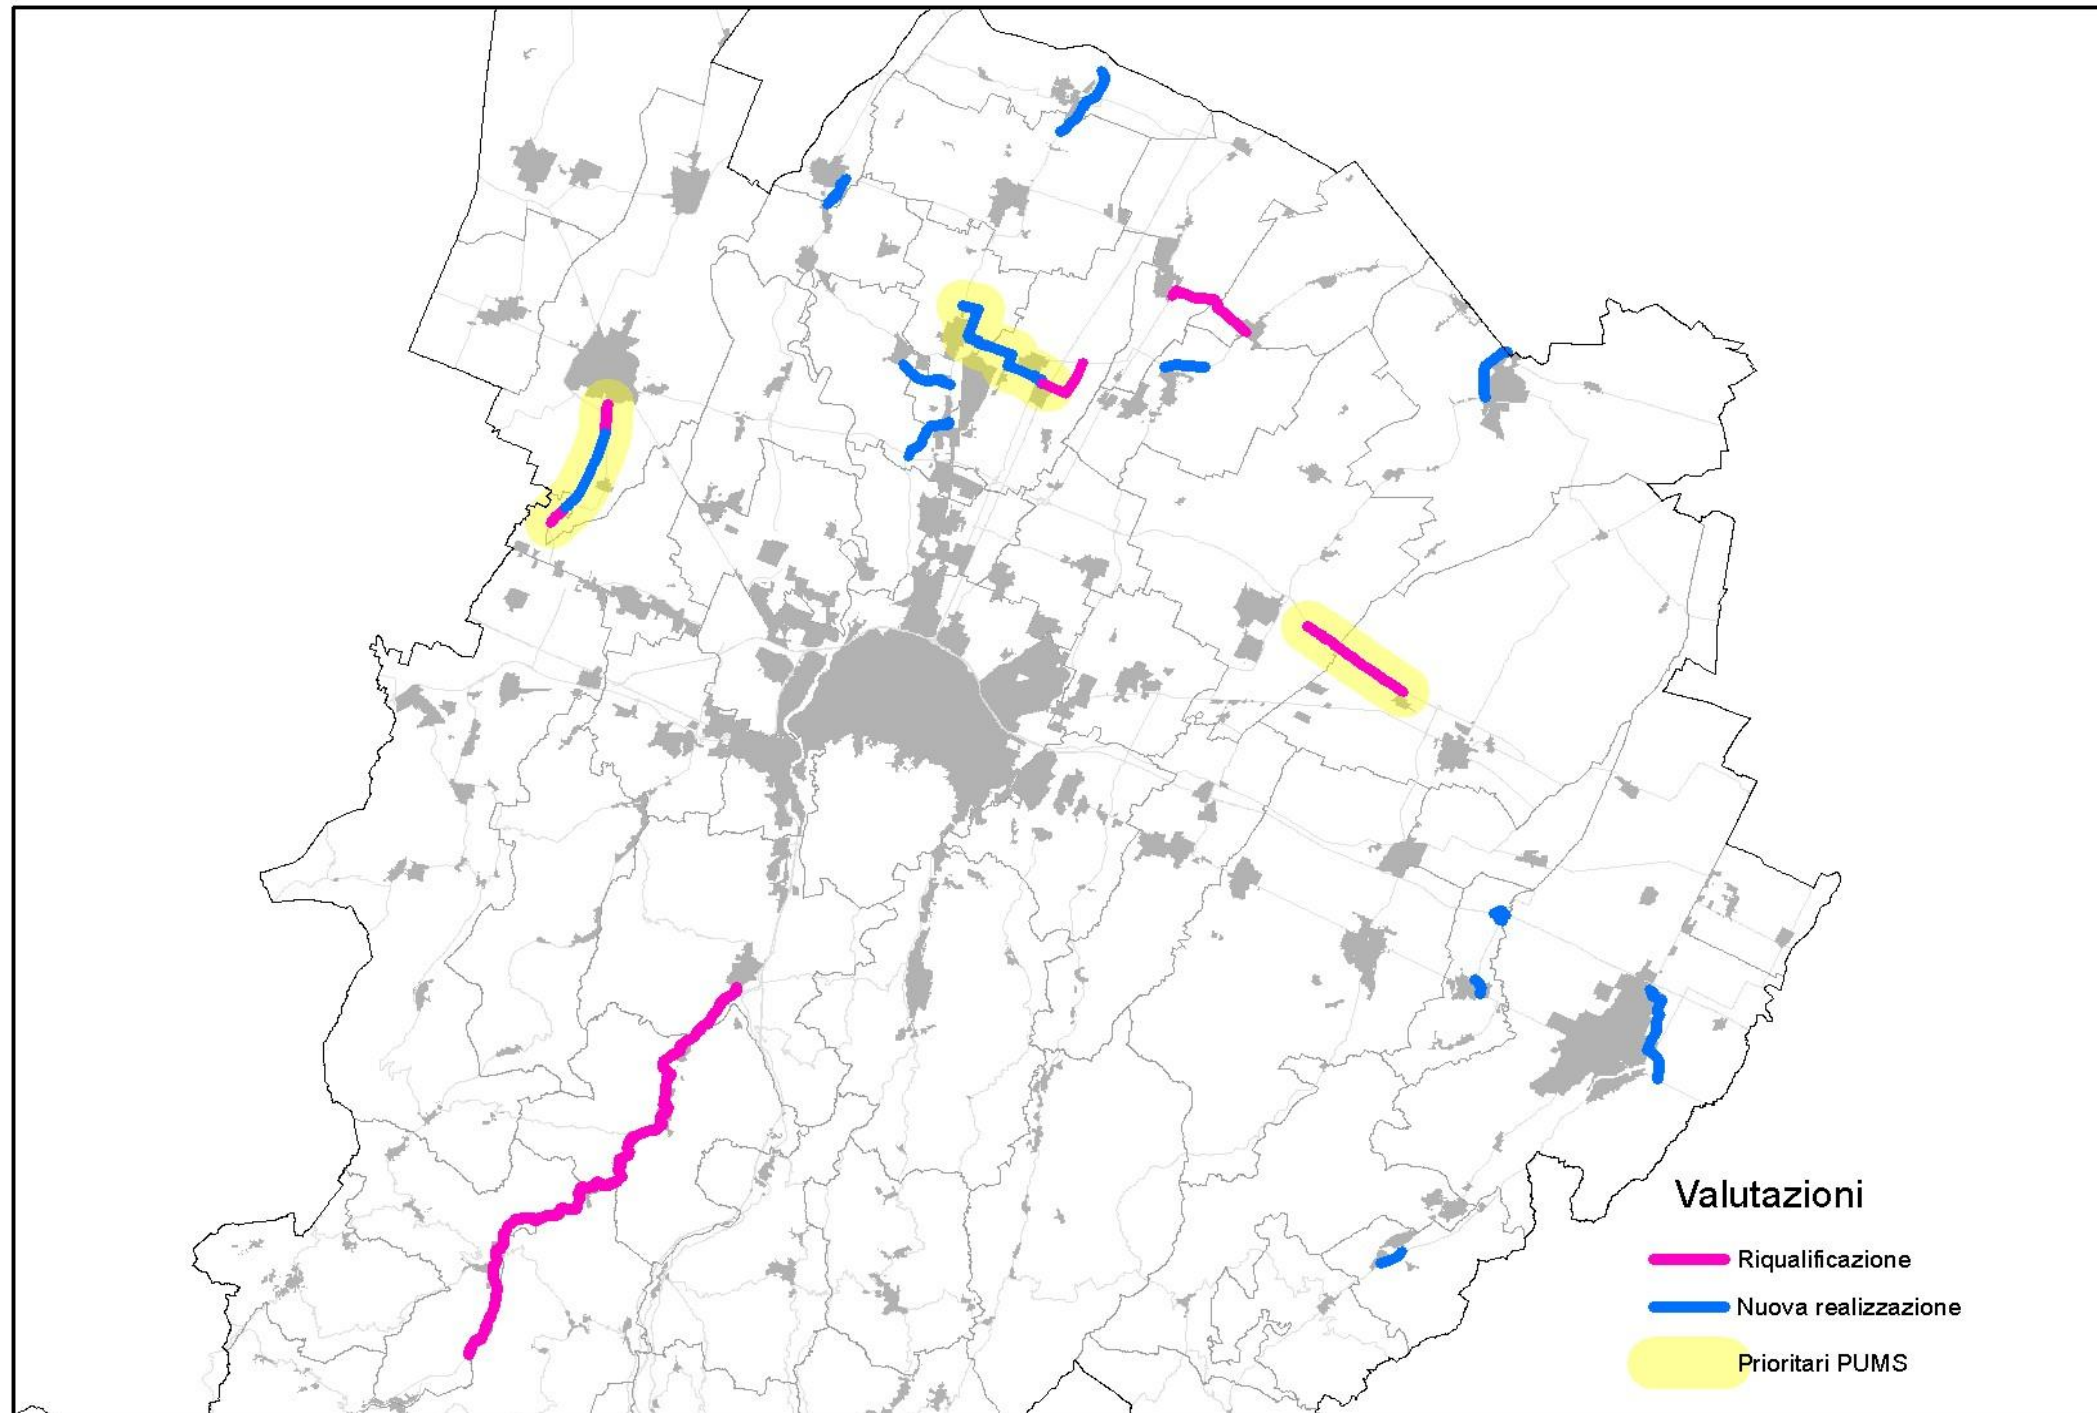 Valutazioni
Riqualificazione
Nuova realizzazione
Prioritari PUMS